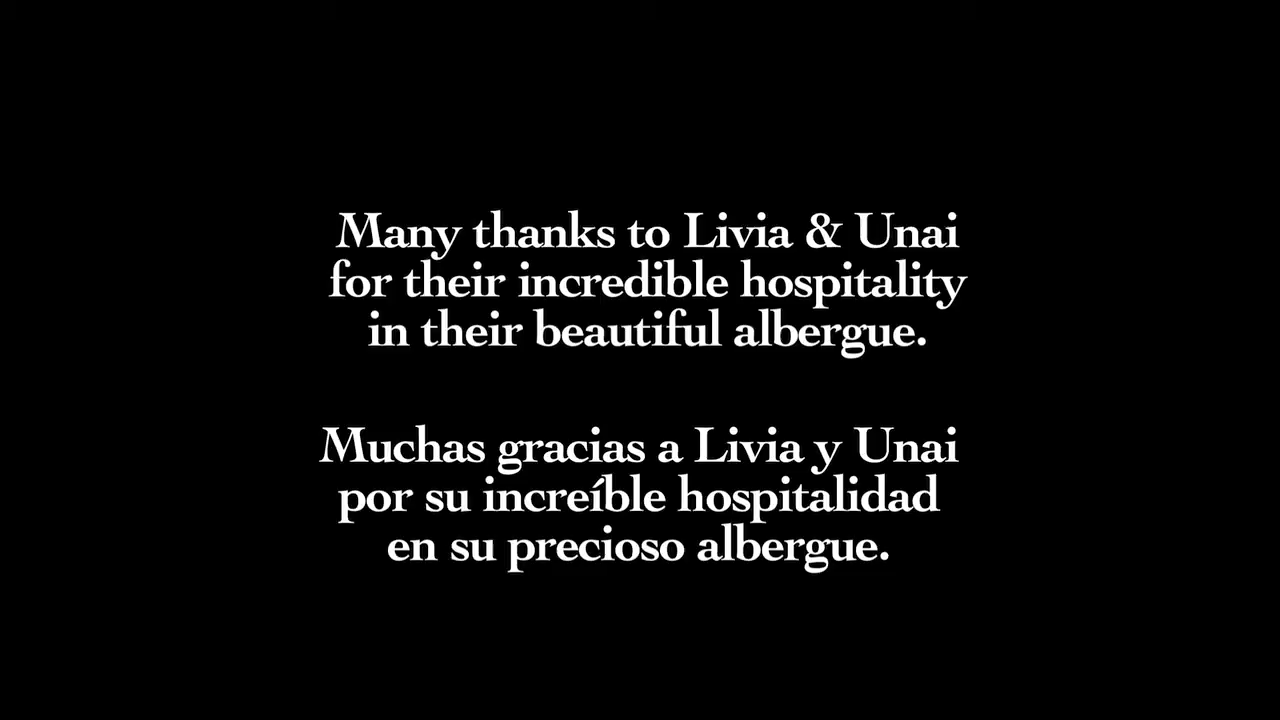 Many thanks to Livia & Unai
for their incredible hospitality
in their beautiful albergue.
Muchas gracias a Livia y Unai
por su increíble hospitalidad
en su precioso albergue.